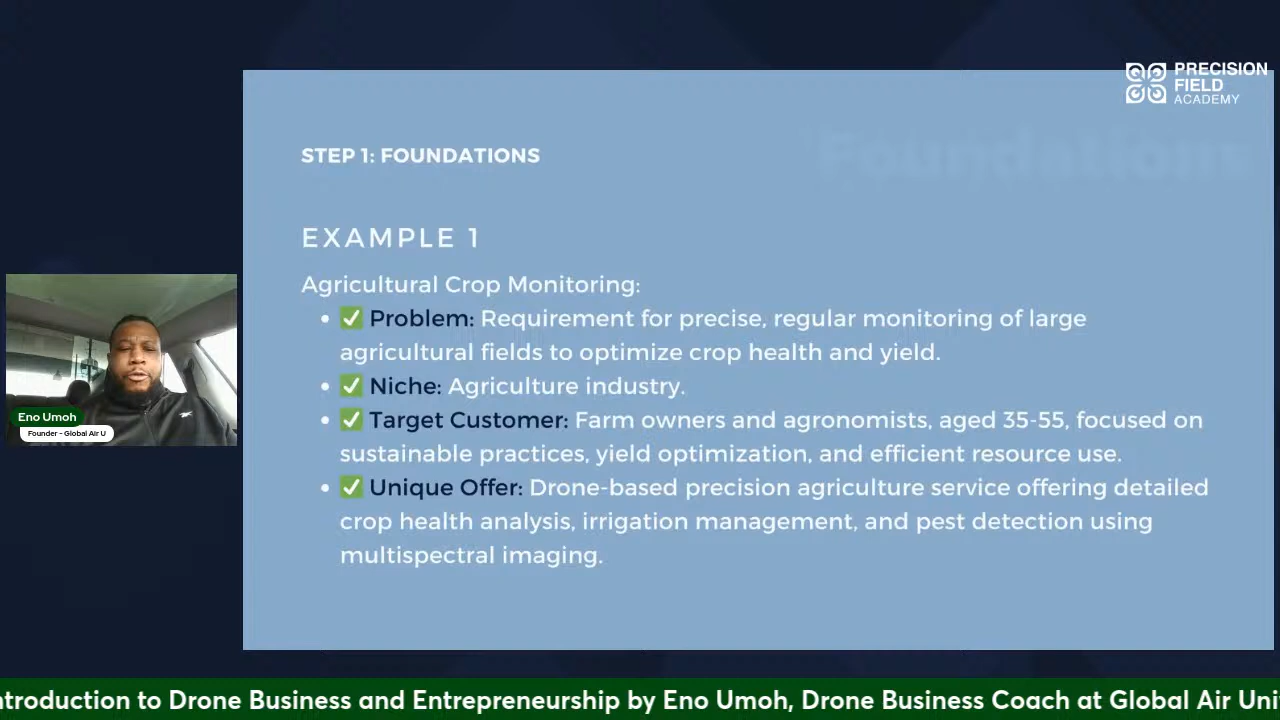 PRECISION
FIELD
ACADEMY
Foundations
STEP 1: FOUNDATIONS
EXAMPLE 1
Agricultural Crop Monitoring:
• ✅ Problem: Requirement for precise, regular monitoring of large
agricultural fields to optimize crop health and yield.
• ✅ Niche: Agriculture industry.
• ✅ Target Customer: Farm owners and agronomists, aged 35-55, focused on
sustainable practices, yield optimization, and efficient resource use.
• ✅ Unique Offer: Drone-based precision agriculture service offering detailed
crop health analysis, irrigation management, and pest detection using
multispectral imaging.
Eno Umoh
Founder - Global Air U
ntroduction to Drone Business and Entrepreneurship by Eno Umoh, Drone Business Coach at Global Air Uni